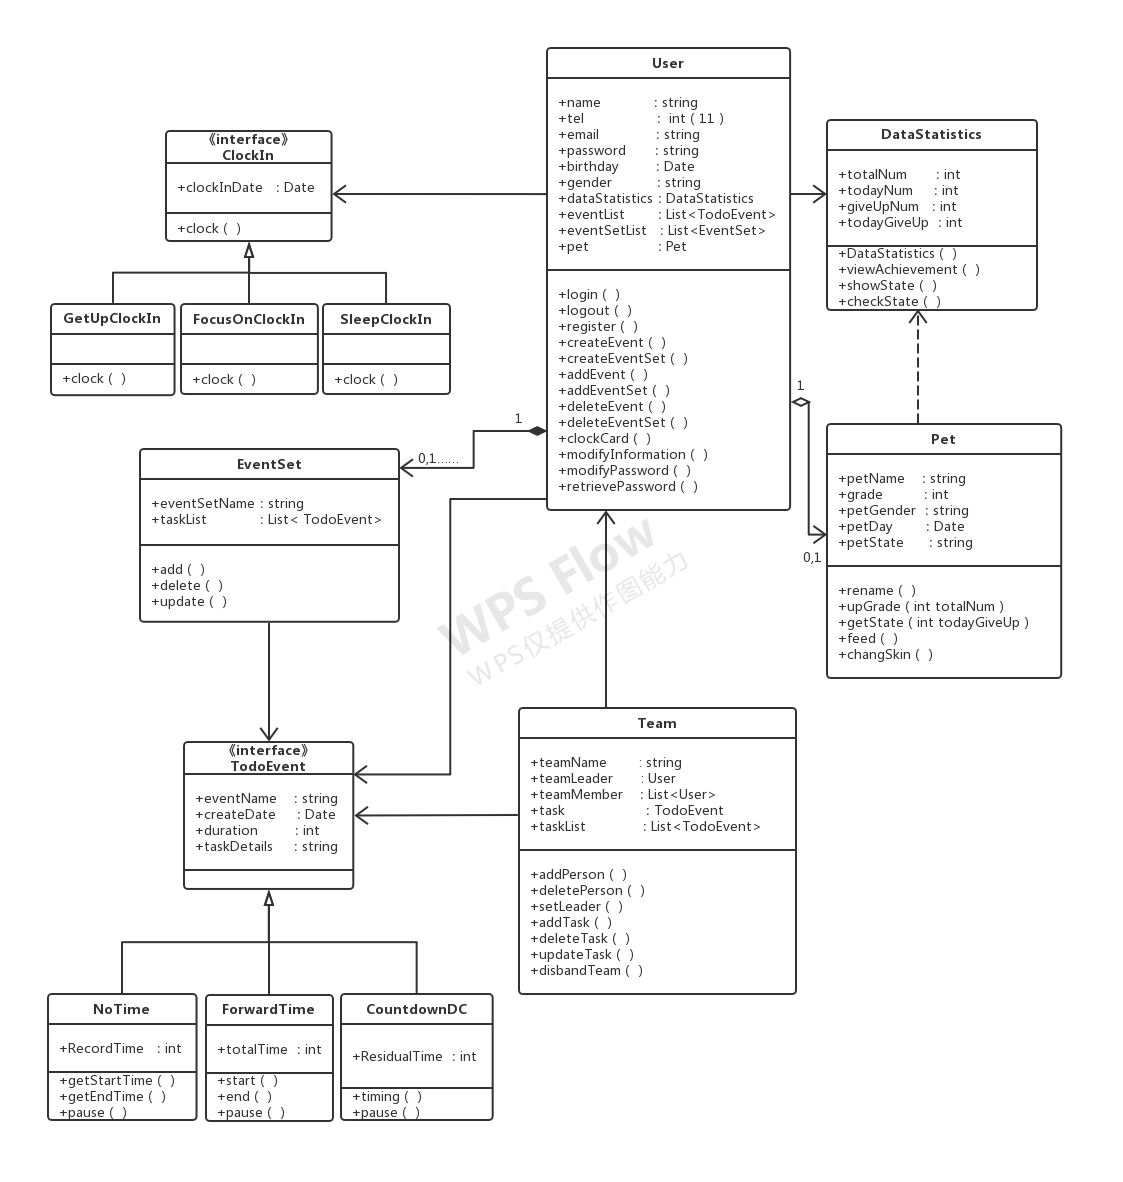 User
+name : string
+tel : int ( 11 )
+email : string
+password : string
+birthday : Date
+gender : string
+dataStatistics : DataStatistics
+eventList : List<TodoEvent>
+eventSetList : List<EventSet>
+pet : Pet
+login ( )
+logout ( )
+register ( )
+createEvent ( )
+createEventSet ( )
+addEvent ( )
+addEventSet ( )
+deleteEvent ( )
+deleteEventSet ( )
+clockCard ( )
+modifyInformation ( )
+modifyPassword ( )
+retrievePassword ( )
《interface》
ClockIn
+clockInDate : Date
+clock ( )
DataStatistics
+totalNum : int
+todayNum : int
+giveUpNum : int
+todayGiveUp : int
+DataStatistics ( )
+viewAchievement ( )
+showState ( )
+checkState ( )
GetUpClockIn
+clock ( )
FocusOnClockIn
+clock ( )
SleepClockIn
+clock ( )
1
1
0,1......
0,1
EventSet
+eventSetName : string
+taskList : List< TodoEvent>
+add ( )
+delete ( )
+update ( )
Pet
+petName : string
+grade : int
+petGender : string
+petDay : Date
+petState : string
+rename ( )
+upGrade ( int totalNum )
+getState ( int todayGiveUp )
+feed ( )
+changSkin ( )
WPS Flow
WPS仅提供作图能力
《interface》
TodoEvent
+eventName : string
+createDate : Date
+duration : int
+taskDetails : string
Team
+teamName : string
+teamLeader : User
+teamMember : List<User>
+task : TodoEvent
+taskList : List<TodoEvent>
+addPerson ( )
+deletePerson ( )
+setLeader ( )
+addTask ( )
+deleteTask ( )
+updateTask ( )
+disbandTeam ( )
NoTime
+RecordTime : int
+getStartTime ( )
+getEndTime ( )
+pause ( )
ForwardTime
+totalTime : int
+start ( )
+end ( )
+pause ( )
CountdownDC
+ResidualTime : int
+timing ( )
+pause ( )